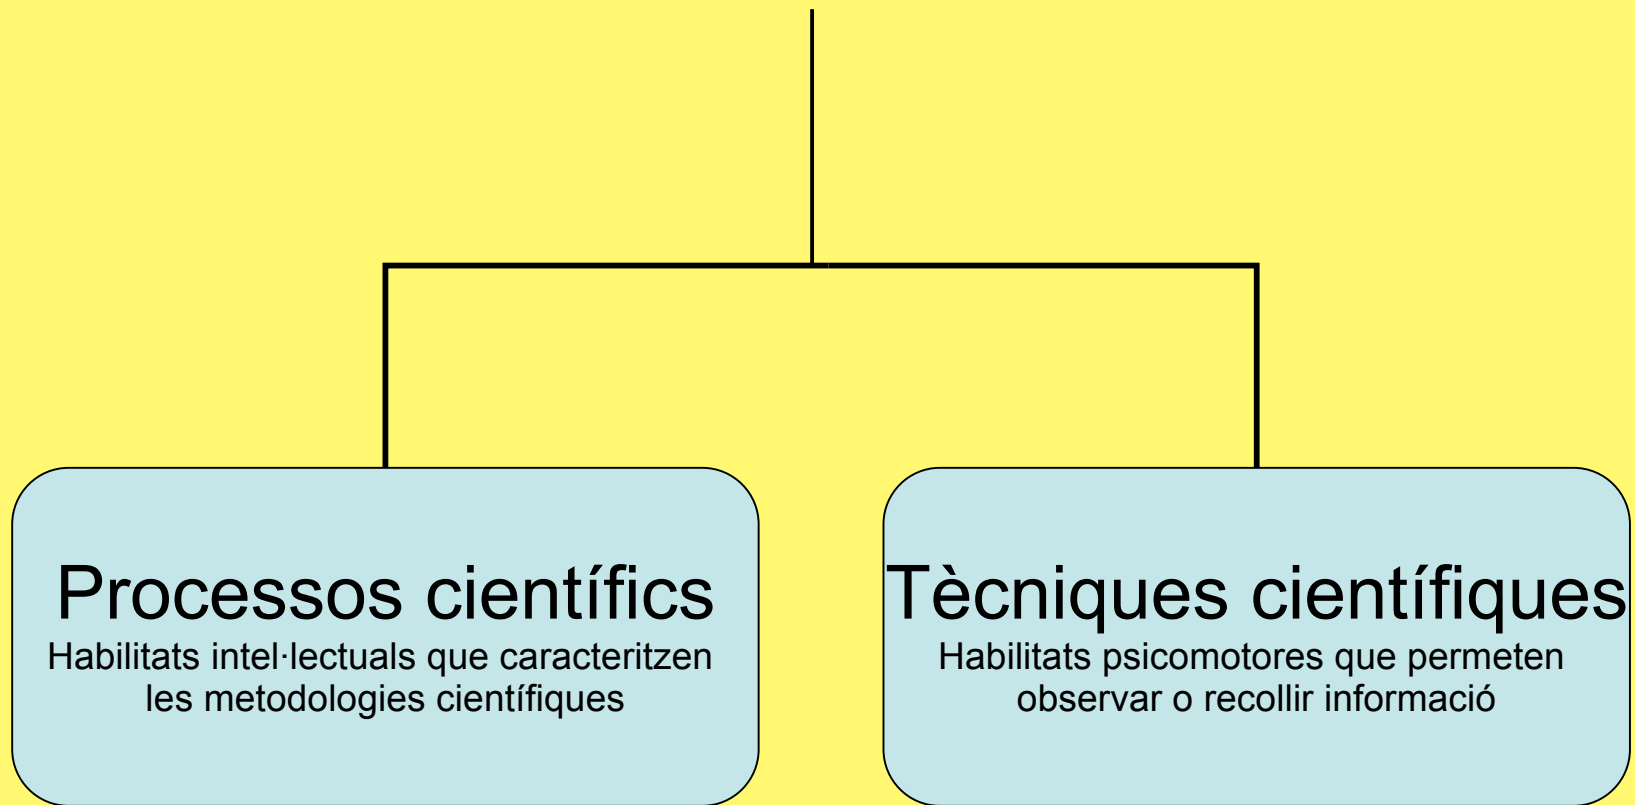 Processos científics
Habilitats intel·lectuals que caracteritzen
les metodologies científiques
Tècniques científiques
Habilitats psicomotores que permeten
observar o recollir informació